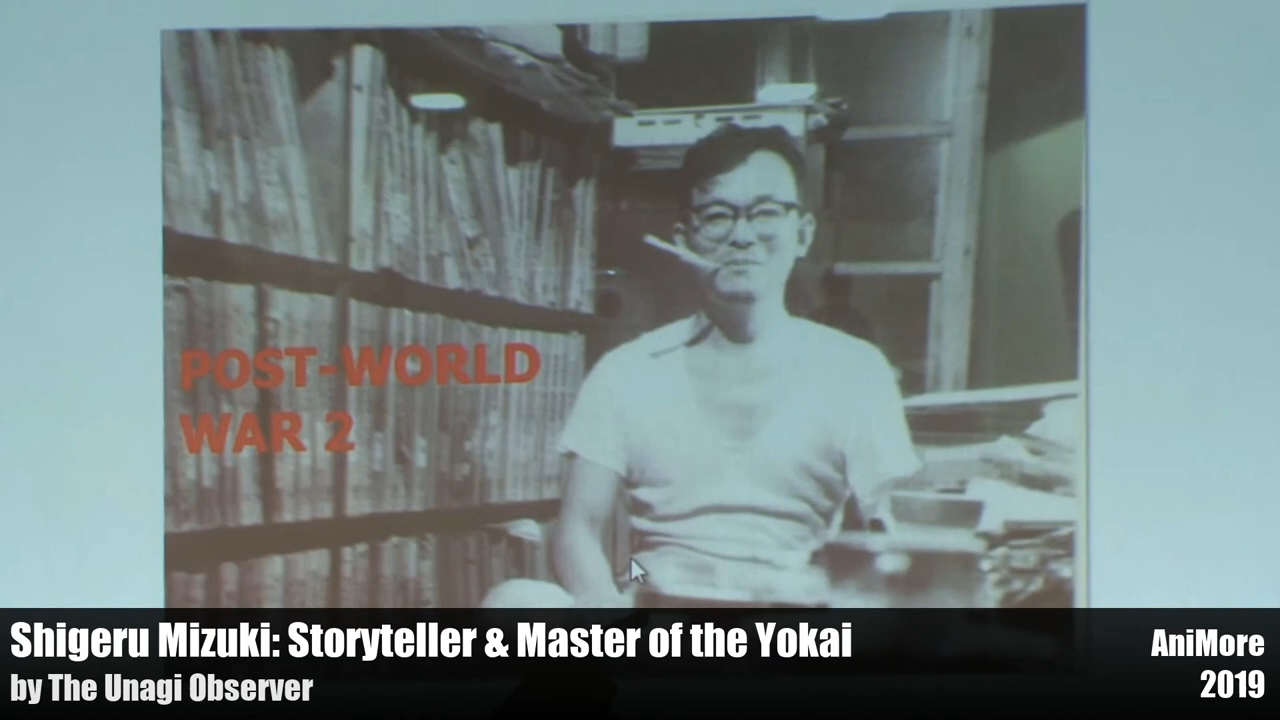 POST-WORLD
WAR 2
Shigeru Mizuki: Storyteller & Master of the Yokai
by The Unagi Observer
AniMore
2019